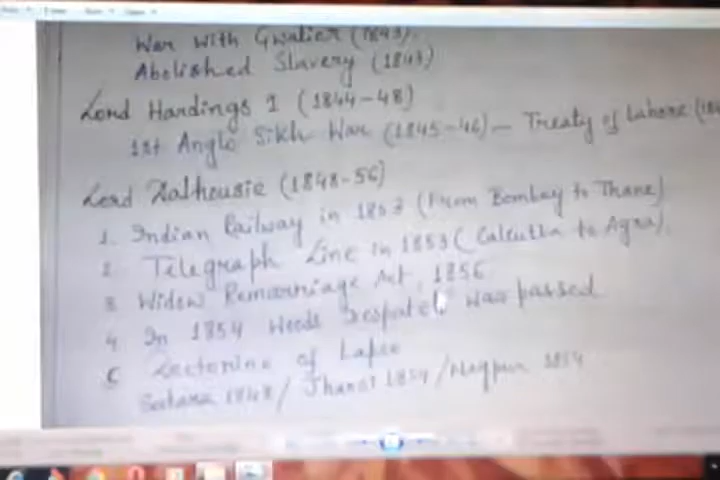 War with Gwalier (1843).
Abolished Slavery (1843)
Lord Hardings I (1844-48)
1st Anglo Sikh War (1845-46) - Treaty of Lahore
Lord Dalhousie (1848-56)
1. Indian Railway in 1853 (From Bombay to Thane)
2. Telegraph Line in 1853 (Calcutta to Agra).
3 Widow Remarriage Act, 1856
4 In 1854 Woods Despatch was passed
Doctorine of Lapse
Satara 1848/ Jhansi 1854/Nagpur 1854